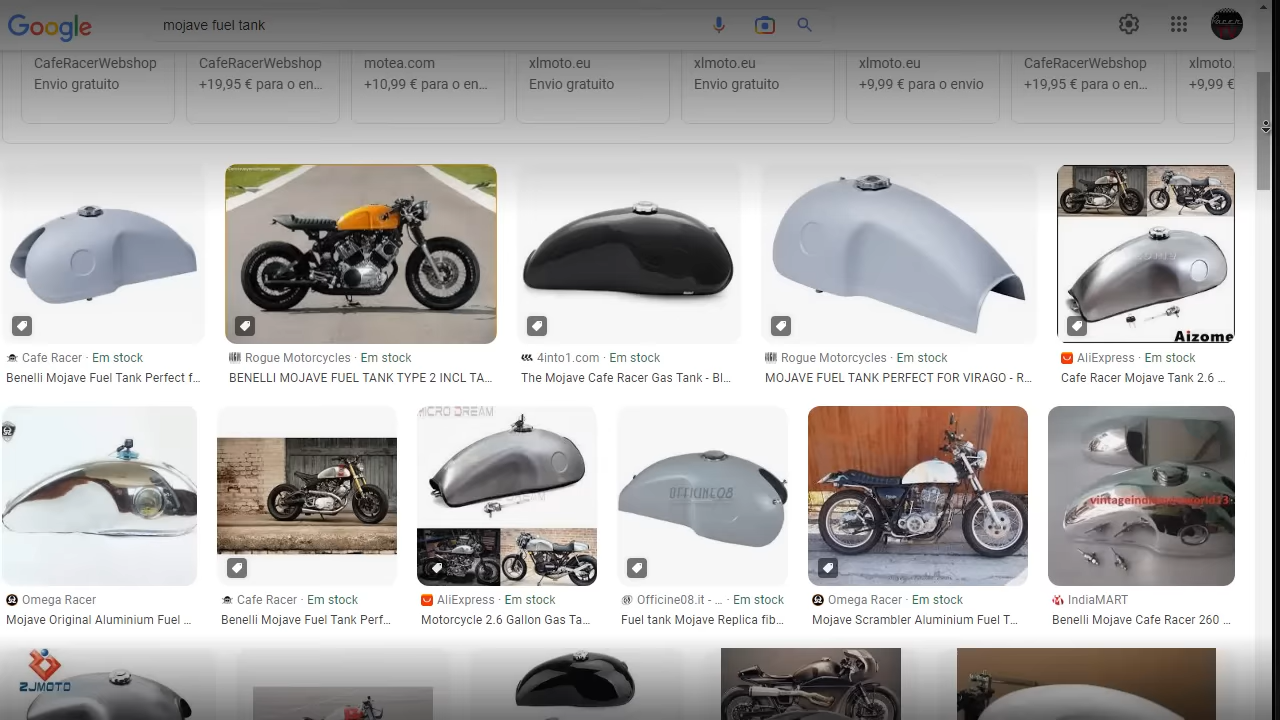 Google
mojave fuel tank
CafeRacerWebshop
Envio gratuito
CafeRacerWebshop
+19,95 € para o en...
motea.com
+10,99 € para o en...
xlmoto.eu
Envio gratuito
xlmoto.eu
Envio gratuito
xlmoto.eu
+9,99 € para o envio
CafeRacerWebshop
+19,95 € para o en...
xlmoto.
+9,99 €
Aizome
Cafe Racer · Em stock
Benelli Mojave Fuel Tank Perfect f...
Rogue Motorcycles · Em stock
BENELLI MOJAVE FUEL TANK TYPE 2 INCL TA...
4into1.com · Em stock
The Mojave Cafe Racer Gas Tank - Bl...
Rogue Motorcycles · Em stock
MOJAVE FUEL TANK PERFECT FOR VIRAGO - R...
AliExpress · Em stock
Cafe Racer Mojave Tank 2.6 ...
MICRO DREAM
OFFICINE08
vintageindianmotoworld13
Omega Racer
Mojave Original Aluminium Fuel ...
Cafe Racer · Em stock
Benelli Mojave Fuel Tank Perf...
AliExpress · Em stock
Motorcycle 2.6 Gallon Gas Ta...
Officine08.it - ... · Em stock
Fuel tank Mojave Replica fib...
Omega Racer · Em stock
Mojave Scrambler Aluminium Fuel T...
IndiaMART
Benelli Mojave Cafe Racer 260 ...
ZJMOTO